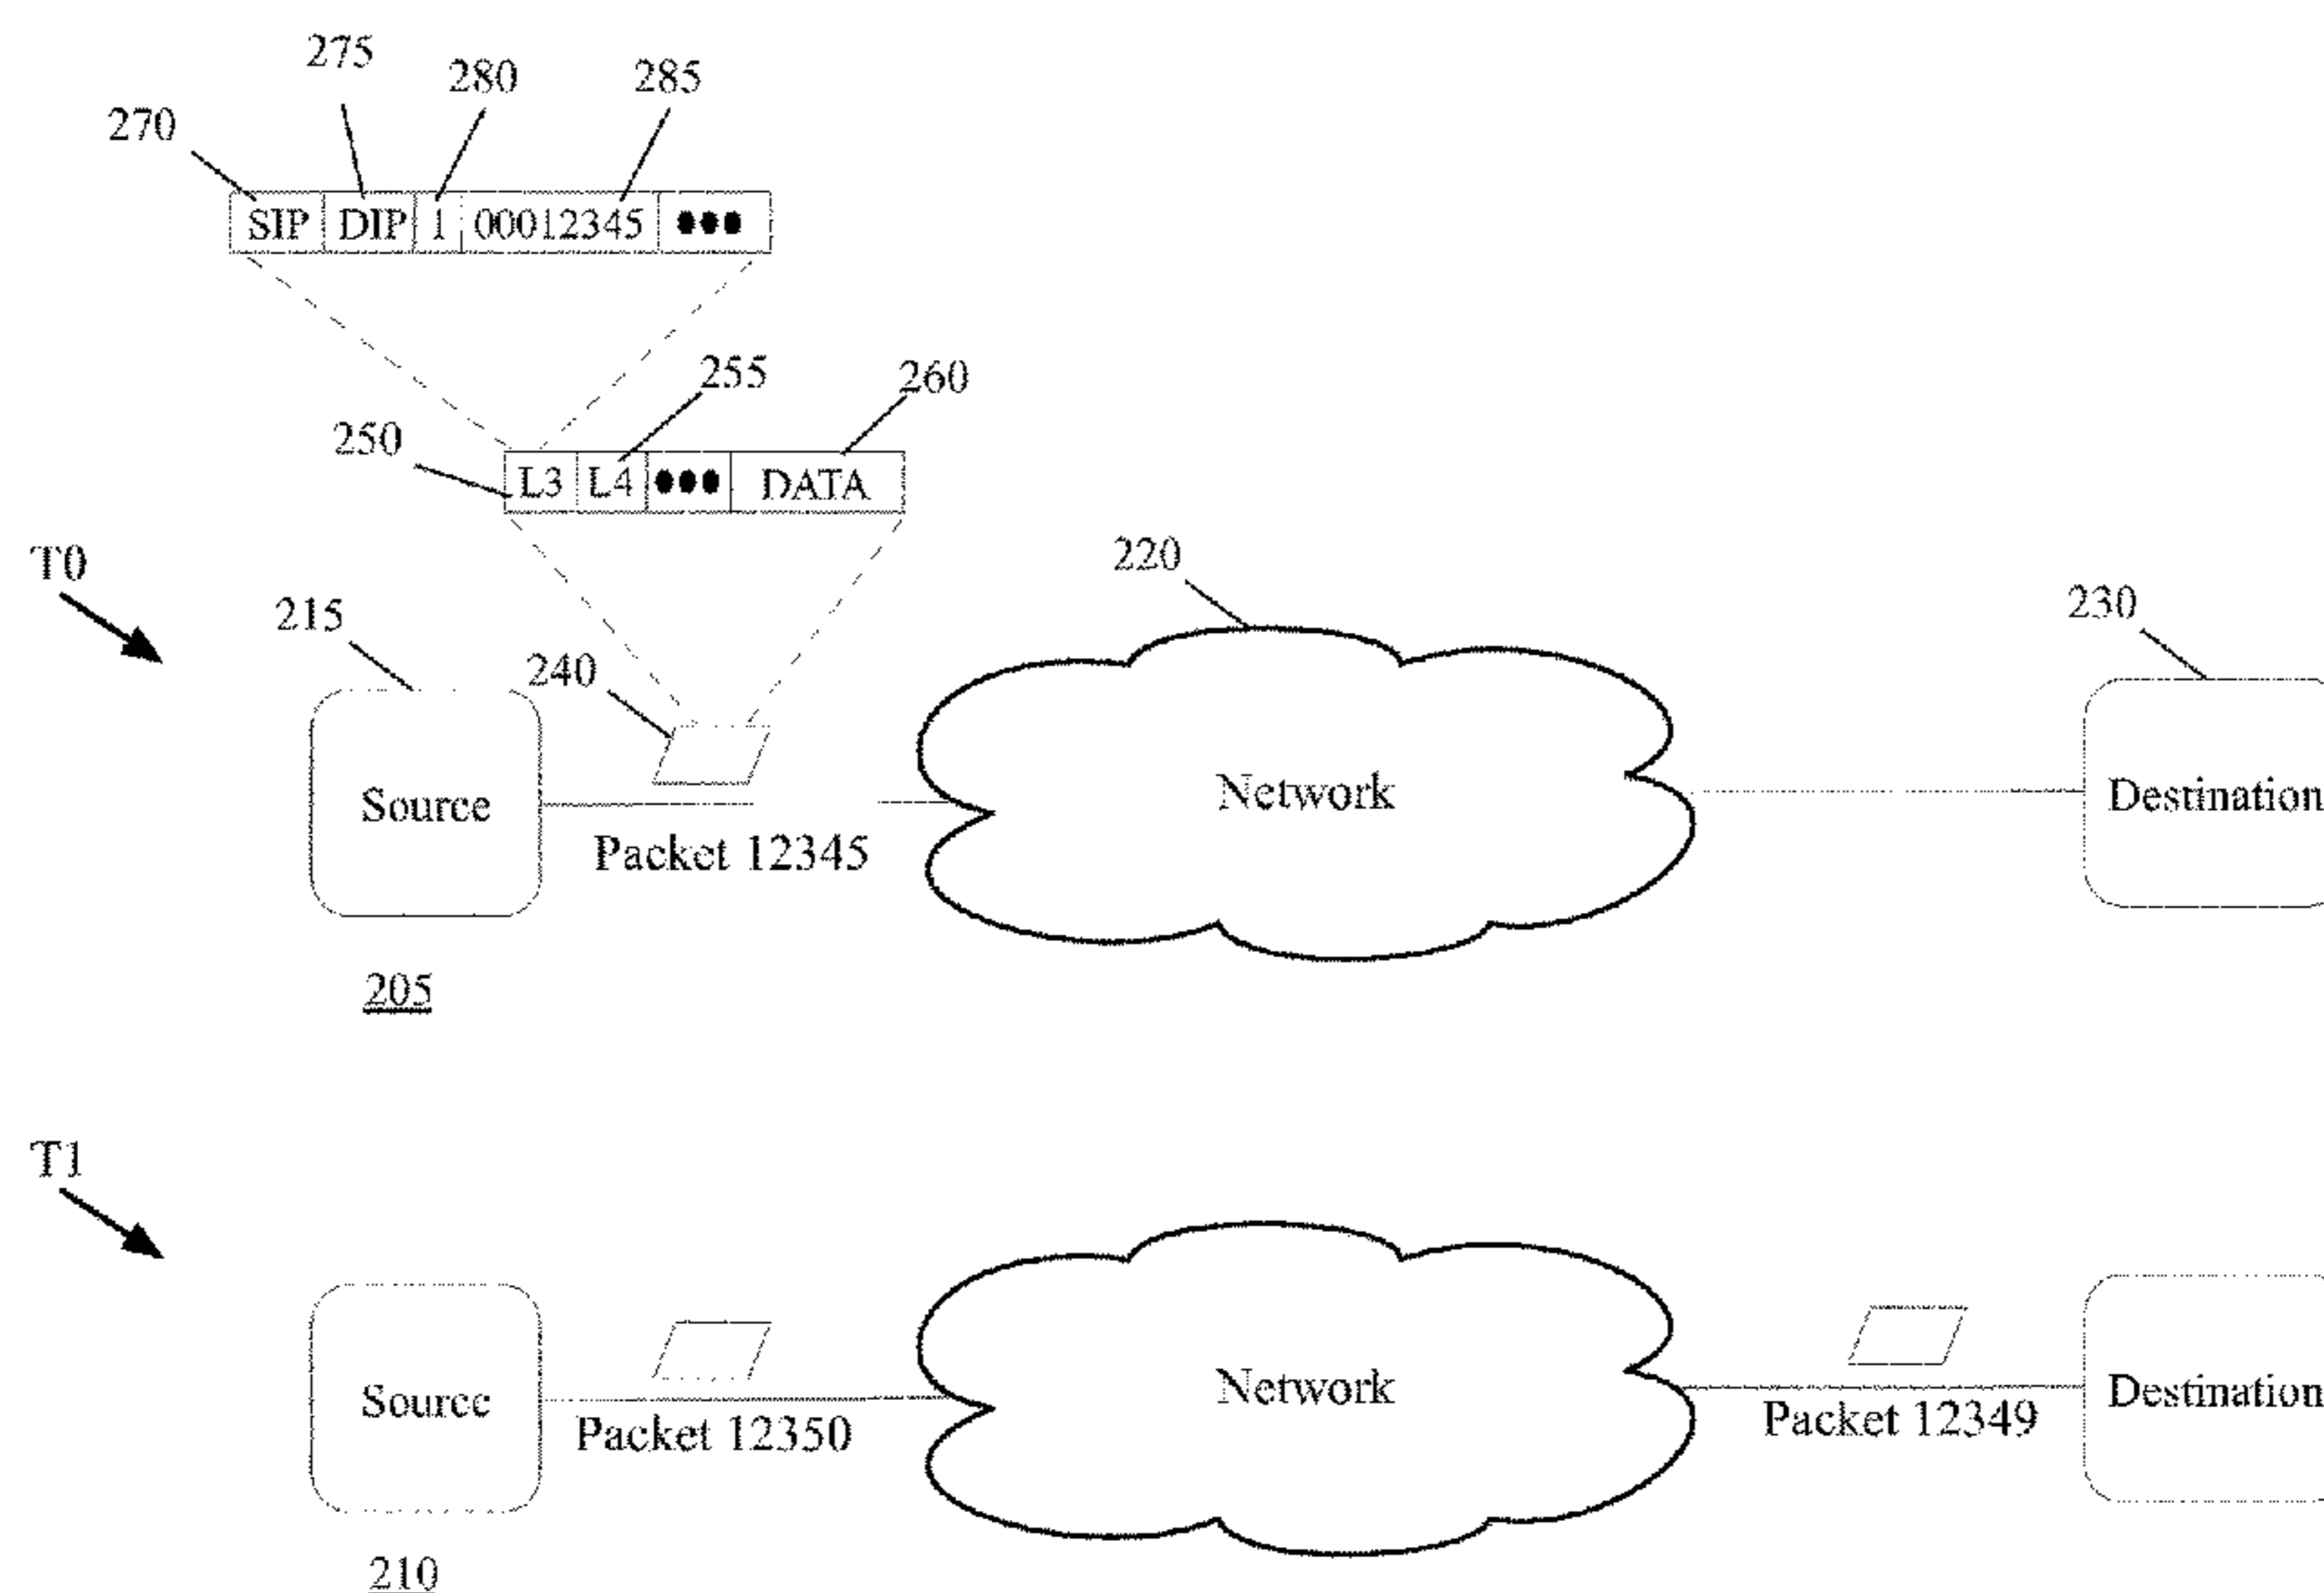 275
280
285
270
SIP DIP 1 00012345 •••
255
260
250
L3 L4 ••• DATA
T0
220
230
215
240
Source
Network
Destination
Packet 12345
205
T1
Source
Network
Destination
Packet 12350
Packet 12349
210